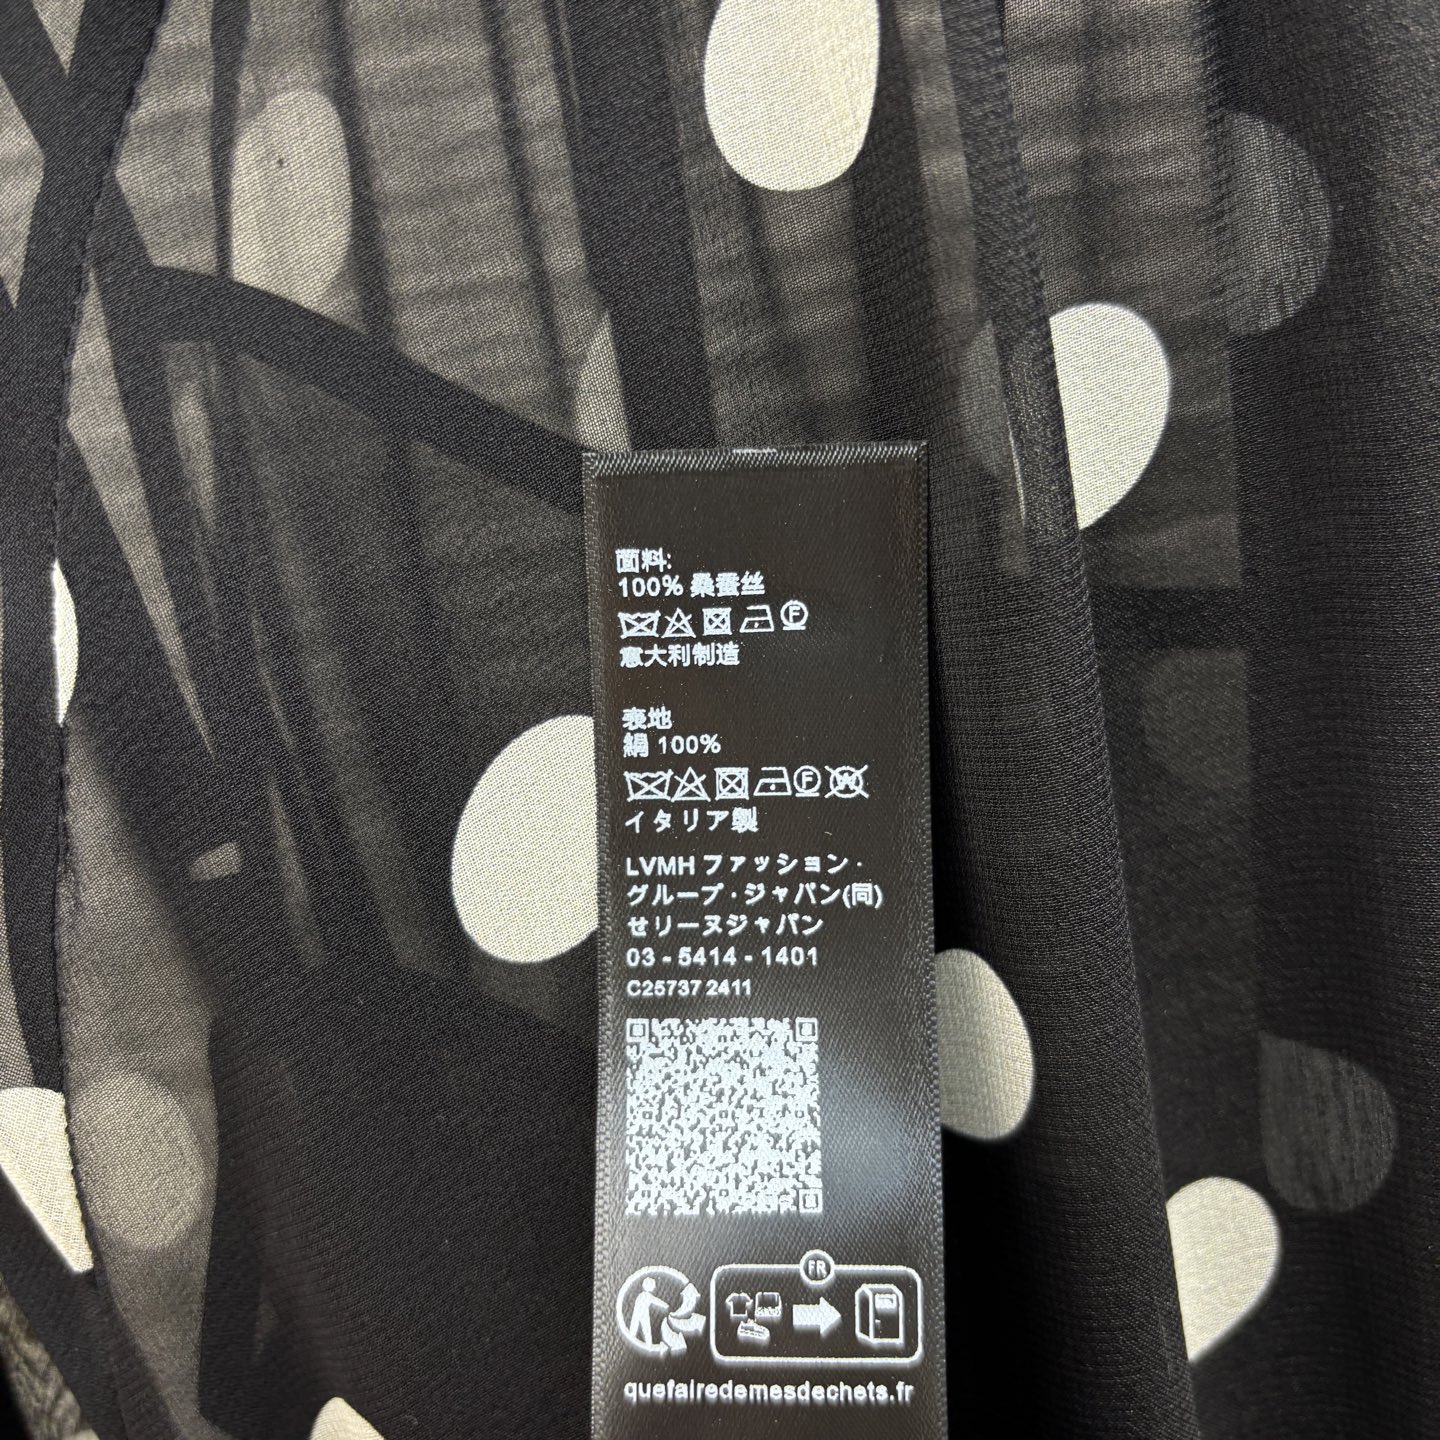 面料:
100% 桑蚕丝
意大利制造
表地
絹 100%
イタリア製
LVMH ファッション・
グループ・ジャパン(同)
セリーヌジャパン
03 - 5414 - 1401
C25737 2411
FR
quefairedemesdechets.fr